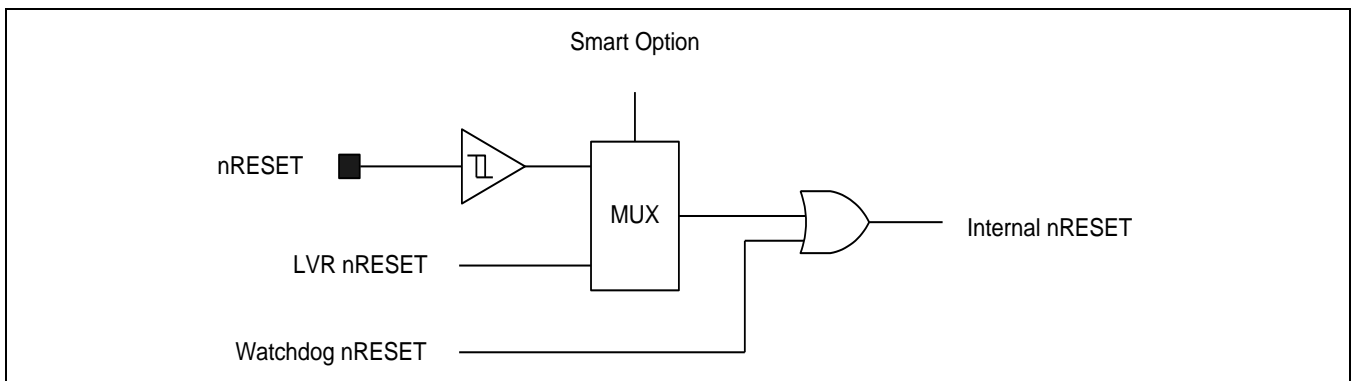 Smart Option
nRESET
MUX
Internal nRESET
LVR nRESET
Watchdog nRESET